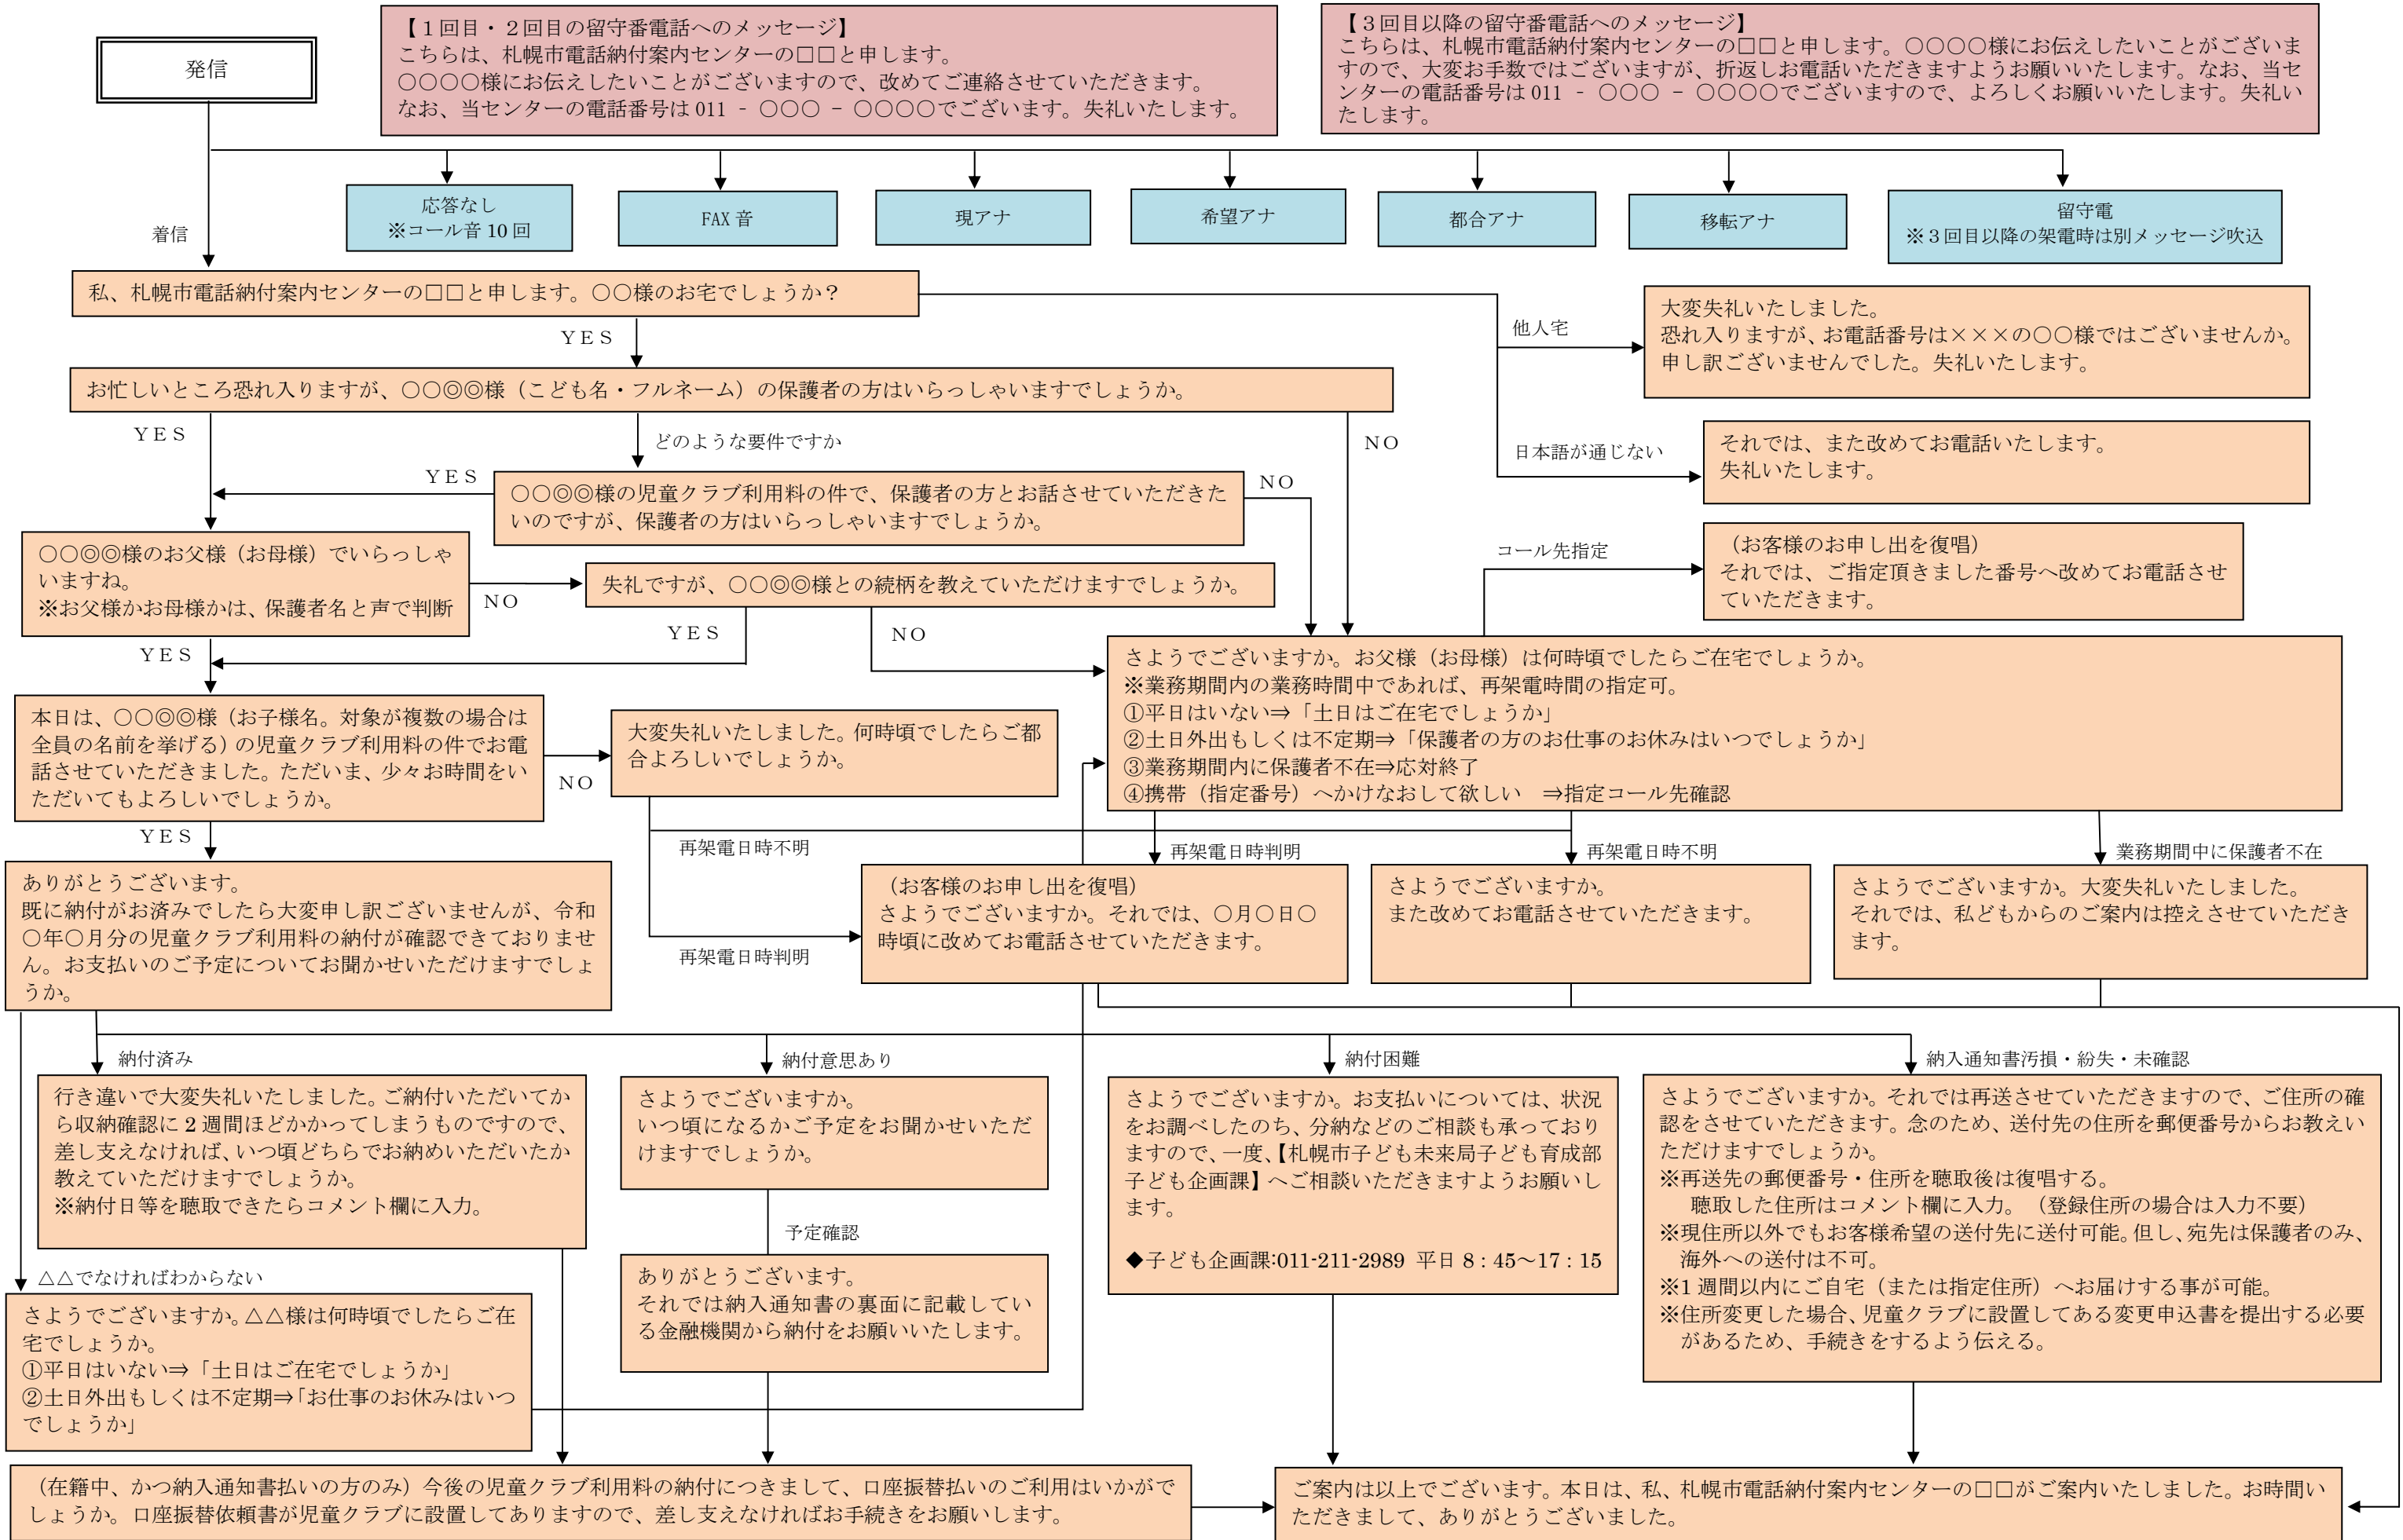 発信
【１回目・２回目の留守番電話へのメッセージ】
こちらは、札幌市電話納付案内センターの□□と申します。
○○○○様にお伝えしたいことがございますので、改めてご連絡させていただきます。
なお、当センターの電話番号は 011 - ○○○ - ○○○○でございます。失礼いたします。
【３回目以降の留守番電話へのメッセージ】
こちらは、札幌市電話納付案内センターの□□と申します。○○○○様にお伝えしたいことがございま
すので、大変お手数ではございますが、折返しお電話いただきますようお願いいたします。なお、当セ
ンターの電話番号は 011 - ○○○ - ○○○○でございますので、よろしくお願いいたします。失礼い
たします。
応答なし
※コール音 10 回
FAX 音
現アナ
希望アナ
都合アナ
移転アナ
留守電
※３回目以降の架電時は別メッセージ吹込
着信
私、札幌市電話納付案内センターの□□と申します。○○様のお宅でしょうか？
他人宅
大変失礼いたしました。
恐れ入りますが、お電話番号は×××の○○様ではございませんか。
申し訳ございませんでした。失礼いたします。
ＹＥＳ
お忙しいところ恐れ入りますが、○○◎◎様（こども名・フルネーム）の保護者の方はいらっしゃいますでしょうか。
日本語が通じない
それでは、また改めてお電話いたします。
失礼いたします。
ＹＥＳ
どのような要件ですか
ＮＯ
ＹＥＳ
○○◎◎様の児童クラブ利用料の件で、保護者の方とお話させていただきた
いのですが、保護者の方はいらっしゃいますでしょうか。
ＮＯ
○○◎◎様のお父様（お母様）でいらっしゃ
いますね。
※お父様かお母様かは、保護者名と声で判断
ＮＯ
失礼ですが、○○◎◎様との続柄を教えていただけますでしょうか。
コール先指定
（お客様のお申し出を復唱）
それでは、ご指定頂きました番号へ改めてお電話させ
ていただきます。
ＹＥＳ
ＹＥＳ
ＮＯ
さようでございますか。お父様（お母様）は何時頃でしたらご在宅でしょうか。
※業務期間内の業務時間中であれば、再架電時間の指定可。
①平日はいない⇒「土日はご在宅でしょうか」
②土日外出もしくは不定期⇒「保護者の方のお仕事のお休みはいつでしょうか」
③業務期間内に保護者不在⇒応対終了
④携帯（指定番号）へかけなおして欲しい　⇒指定コール先確認
本日は、○○◎◎様（お子様名。対象が複数の場合は
全員の名前を挙げる）の児童クラブ利用料の件でお電
話させていただきました。ただいま、少々お時間をい
ただいてもよろしいでしょうか。
ＮＯ
大変失礼いたしました。何時頃でしたらご都
合よろしいでしょうか。
ＹＥＳ
再架電日時不明
再架電日時判明
再架電日時不明
業務期間中に保護者不在
ありがとうございます。
既に納付がお済みでしたら大変申し訳ございませんが、令和
○年○月分の児童クラブ利用料の納付が確認できておりませ
ん。お支払いのご予定についてお聞かせいただけますでしょ
うか。
再架電日時判明
（お客様のお申し出を復唱）
さようでございますか。それでは、○月○日○
時頃に改めてお電話させていただきます。
さようでございますか。
また改めてお電話させていただきます。
さようでございますか。大変失礼いたしました。
それでは、私どもからのご案内は控えさせていただき
ます。
納付済み
納付意思あり
納付困難
納入通知書汚損・紛失・未確認
行き違いで大変失礼いたしました。ご納付いただいてか
ら収納確認に 2 週間ほどかかってしまうものですので、
差し支えなければ、いつ頃どちらでお納めいただいたか
教えていただけますでしょうか。
※納付日等を聴取できたらコメント欄に入力。
さようでございますか。
いつ頃になるかご予定をお聞かせいただ
けますでしょうか。
予定確認
ありがとうございます。
それでは納入通知書の裏面に記載してい
る金融機関から納付をお願いいたします。
さようでございますか。お支払いについては、状況
をお調べしたのち、分納などのご相談も承っており
ますので、一度、【札幌市子ども未来局子ども育成部
子ども企画課】へご相談いただきますようお願いし
ます。
◆子ども企画課:011-211-2989 平日 8：45～17：15
さようでございますか。それでは再送させていただきますので、ご住所の確
認をさせていただきます。念のため、送付先の住所を郵便番号からお教えい
ただけますでしょうか。
※再送先の郵便番号・住所を聴取後は復唱する。
聴取した住所はコメント欄に入力。（登録住所の場合は入力不要）
※現住所以外でもお客様希望の送付先に送付可能。但し、宛先は保護者のみ、
海外への送付は不可。
※1 週間以内にご自宅（または指定住所）へお届けする事が可能。
※住所変更した場合、児童クラブに設置してある変更申込書を提出する必要
があるため、手続きをするよう伝える。
△△でなければわからない
さようでございますか。△△様は何時頃でしたらご在
宅でしょうか。
①平日はいない⇒「土日はご在宅でしょうか」
②土日外出もしくは不定期⇒「お仕事のお休みはいつ
でしょうか」
（在籍中、かつ納入通知書払いの方のみ）今後の児童クラブ利用料の納付につきまして、口座振替払いのご利用はいかがで
しょうか。口座振替依頼書が児童クラブに設置してありますので、差し支えなければお手続きをお願いします。
ご案内は以上でございます。本日は、私、札幌市電話納付案内センターの□□がご案内いたしました。お時間い
ただきまして、ありがとうございました。